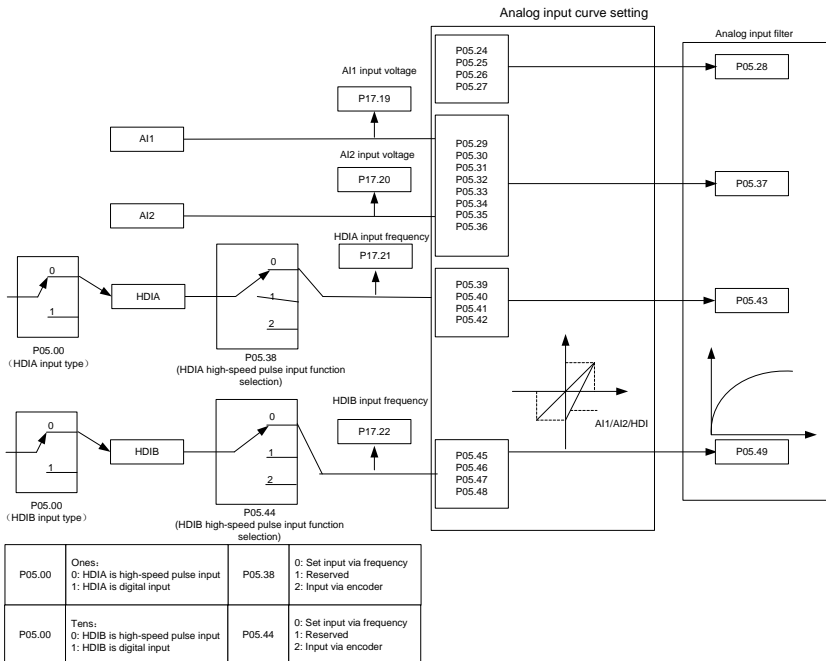 Analog input curve setting
Analog input filter
P05.24
P05.25
P05.26
P05.27
P05.28
AI1 input voltage
P17.19
AI1
AI2 input voltage
P17.20
AI2
P05.29
P05.30
P05.31
P05.32
P05.33
P05.34
P05.35
P05.36
P05.37
HDIA input frequency
P17.21
0
1
HDIA
0
1
2
P05.39
P05.40
P05.41
P05.42
P05.43
P05.00
（HDIA input type）
P05.38
(HDIA high-speed pulse input function
selection)
AI1/AI2/HDI
HDIB input frequency
P17.22
0
1
HDIB
0
1
2
P05.45
P05.46
P05.47
P05.48
P05.49
P05.00
（HDIB input type）
P05.44
(HDIB high-speed pulse input function
selection)
P05.00
Ones：
0: HDIA is high-speed pulse input
1: HDIA is digital input
P05.38
0: Set input via frequency
1: Reserved
2: Input via encoder
P05.00
Tens：
0: HDIB is high-speed pulse input
1: HDIB is digital input
P05.44
0: Set input via frequency
1: Reserved
2: Input via encoder